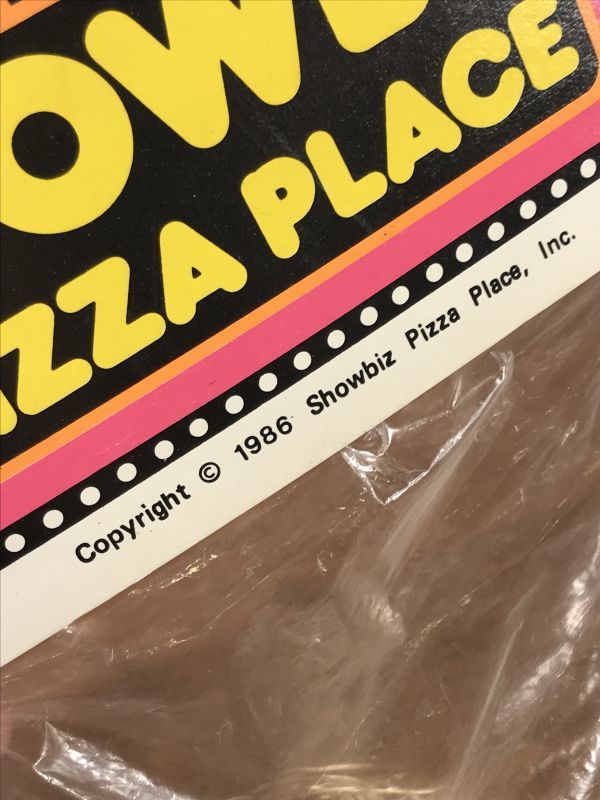 PIZZA PLACE
Copyright © 1986 Showbiz Pizza Place, Inc.